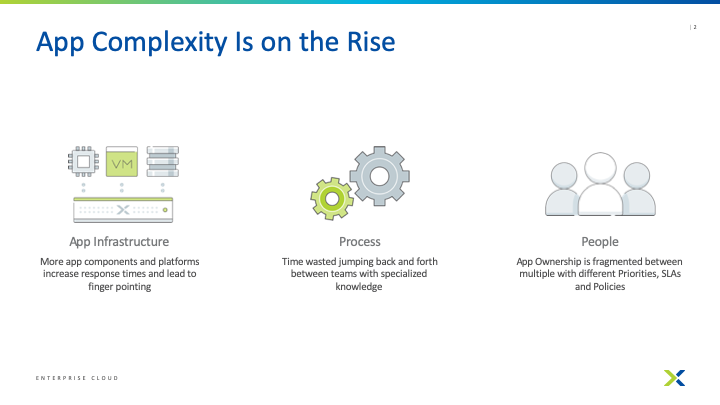 | 2
App Complexity Is on the Rise
VM
App Infrastructure
More app components and platforms
increase response times and lead to
finger pointing
Process
Time wasted jumping back and forth
between teams with specialized
knowledge
People
App Ownership is fragmented between
multiple with different Priorities, SLAs
and Policies
ENTERPRISE CLOUD